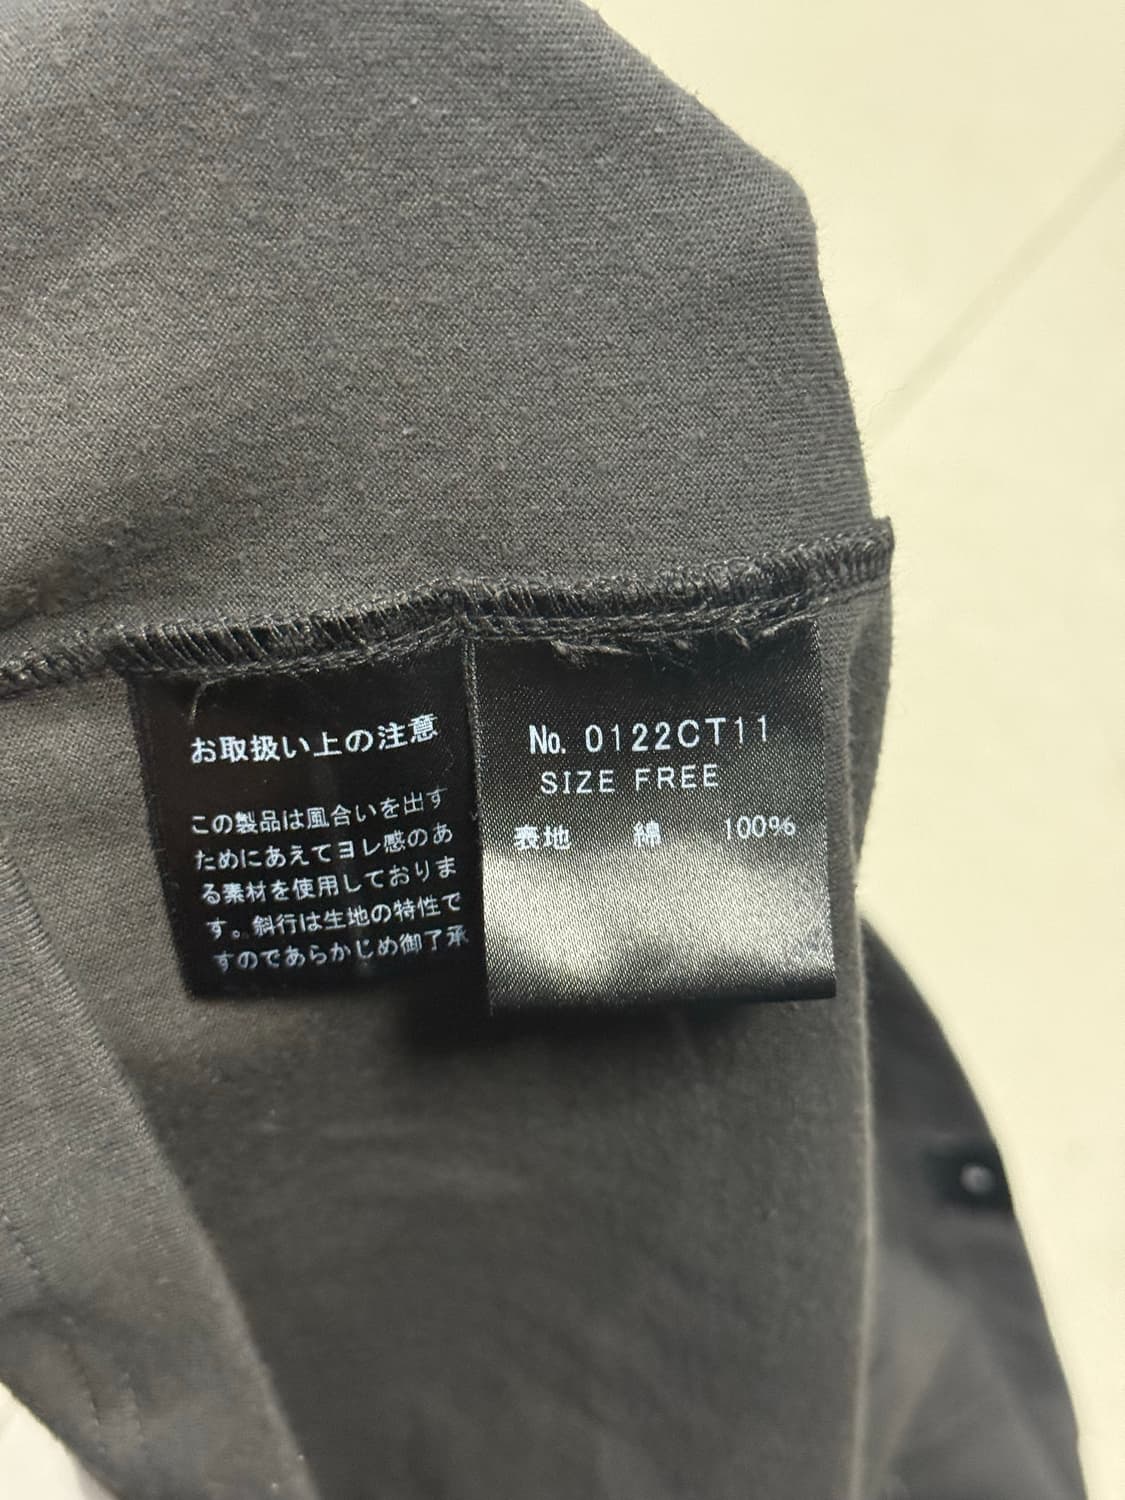 お取扱い上の注意
この製品は風合いを出す
ためにあえてヨレ感のあ
る素材を使用しておりま
す。斜行は生地の特性で
すのであらかじめ御了承
No. 0122CT11
SIZE FREE
表地 綿 100%